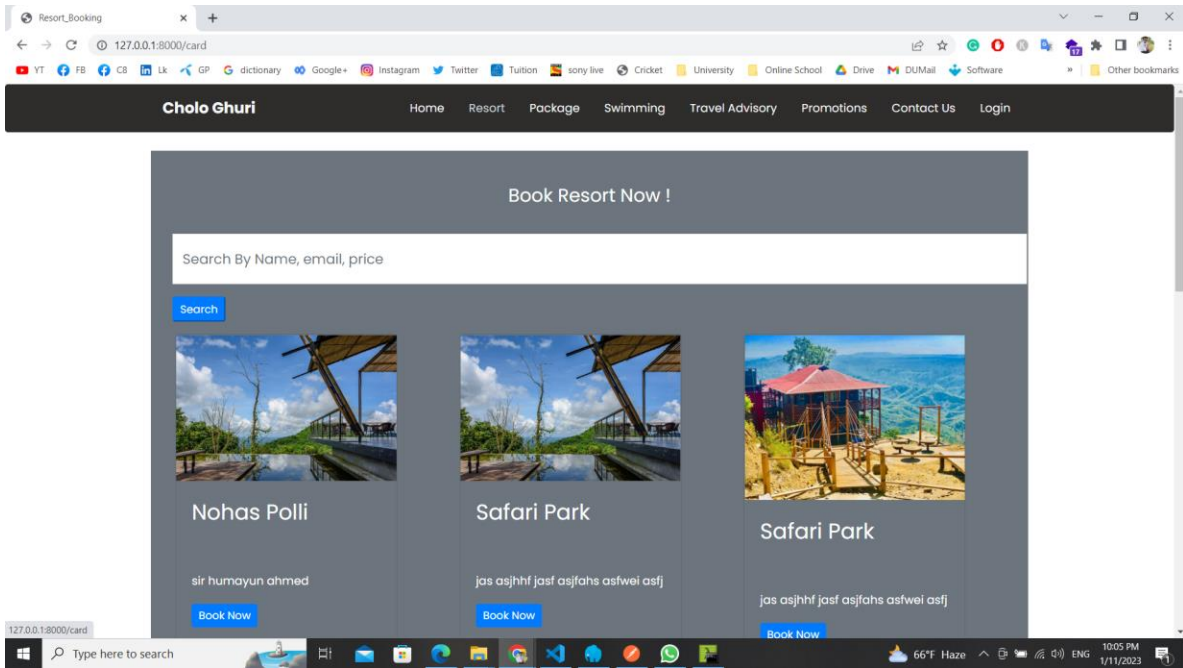 Resort_Booking
127.0.0.1:8000/card
YT FB C8 Lk GP dictionary Google+ Instagram Twitter Tuition sony live Cricket University Online School Drive DUMail Software » Other bookmarks
17
Cholo Ghuri Home Resort Package Swimming Travel Advisory Promotions Contact Us Login
Book Resort Now !
Search By Name, email, price
Search
Nohas Polli Safari Park
Safari Park
sir humayun ahmed jas asjhhf jasf asjfahs asfwei asfj
jas asjhhf jasf asjfahs asfwei asfj
Book Now Book Now
Book Now
127.0.0.1:8000/card
Type here to search 66°F Haze ENG 10:05 PM
1/11/2023